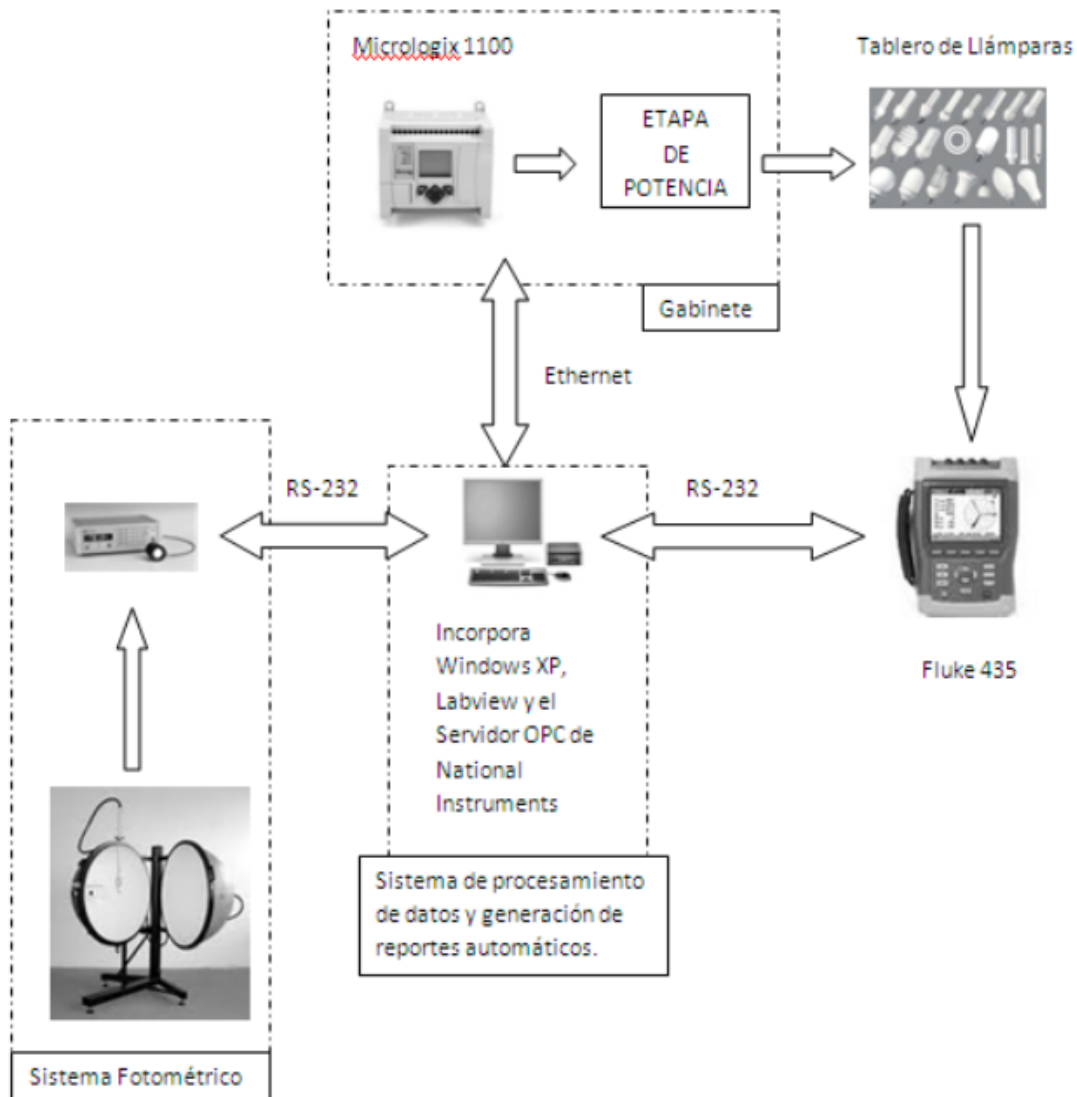 Micrologix 1100
Tablero de Llámparas
ETAPA
DE
POTENCIA
Gabinete
Ethernet
RS-232
RS-232
Incorpora
Windows XP,
Labview y el
Servidor OPC de
National
Instruments
Fluke 435
Sistema de procesamiento
de datos y generación de
reportes automáticos.
Sistema Fotométrico